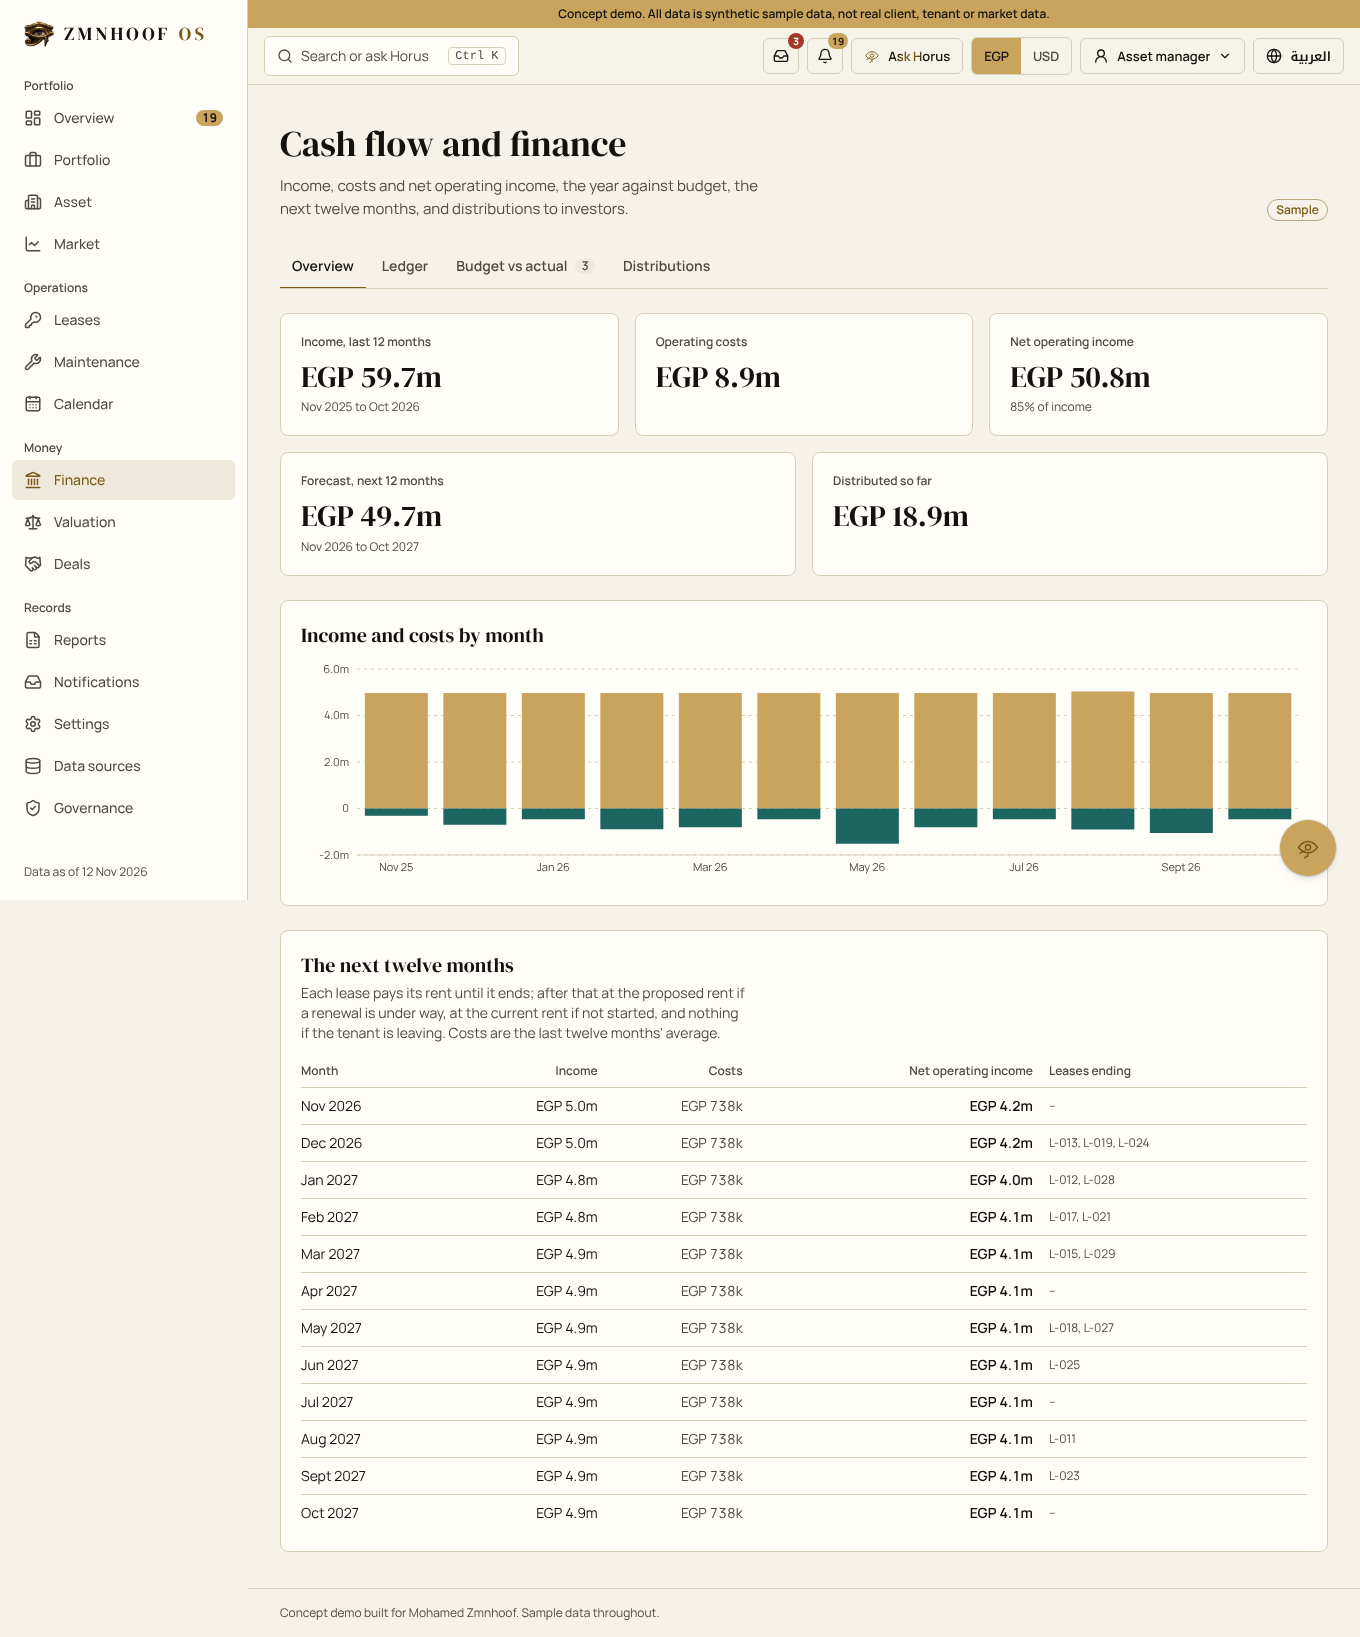 ZMNHOOF OS
Portfolio
Overview 19
Portfolio
Asset
Market
Operations
Leases
Maintenance
Calendar
Money
Finance
Valuation
Deals
Records
Reports
Notifications
Settings
Data sources
Governance
Data as of 12 Nov 2026
Concept demo. All data is synthetic sample data, not real client, tenant or market data.
Search or ask Horus Ctrl K 3 19 Ask Horus EGP USD Asset manager العربية
Cash flow and finance
Income, costs and net operating income, the year against budget, the
next twelve months, and distributions to investors.
Sample
Overview Ledger Budget vs actual 3 Distributions
Income, last 12 months
EGP 59.7m
Nov 2025 to Oct 2026
Operating costs
EGP 8.9m
Net operating income
EGP 50.8m
85% of income
Forecast, next 12 months
EGP 49.7m
Nov 2026 to Oct 2027
Distributed so far
EGP 18.9m
Income and costs by month
6.0m
4.0m
2.0m
0
-2.0m
Nov 25 Jan 26 Mar 26 May 26 Jul 26 Sept 26
The next twelve months
Each lease pays its rent until it ends; after that at the proposed rent if
a renewal is under way, at the current rent if not started, and nothing
if the tenant is leaving. Costs are the last twelve months' average.
Month Income Costs Net operating income Leases ending
Nov 2026 EGP 5.0m EGP 738k EGP 4.2m –
Dec 2026 EGP 5.0m EGP 738k EGP 4.2m L-013, L-019, L-024
Jan 2027 EGP 4.8m EGP 738k EGP 4.0m L-012, L-028
Feb 2027 EGP 4.8m EGP 738k EGP 4.1m L-017, L-021
Mar 2027 EGP 4.9m EGP 738k EGP 4.1m L-015, L-029
Apr 2027 EGP 4.9m EGP 738k EGP 4.1m –
May 2027 EGP 4.9m EGP 738k EGP 4.1m L-018, L-027
Jun 2027 EGP 4.9m EGP 738k EGP 4.1m L-025
Jul 2027 EGP 4.9m EGP 738k EGP 4.1m –
Aug 2027 EGP 4.9m EGP 738k EGP 4.1m L-011
Sept 2027 EGP 4.9m EGP 738k EGP 4.1m L-023
Oct 2027 EGP 4.9m EGP 738k EGP 4.1m –
Concept demo built for Mohamed Zmnhoof. Sample data throughout.